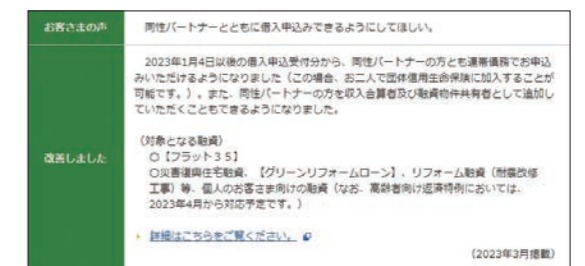 お客さまの声
同性パートナーとともに借入申込みできるようにしてほしい。
改善しました
2023年1月4日以後の借入申込受付分から、同性パートナーの方とも連帯債務でお申込
みいただけるようになりました（この場合、お二人で団体信用生命保険に加入することが
可能です。）。また、同性パートナーの方を収入合算者及び融資物件共有者として追加し
ていただくこともできるようになりました。
（対象となる融資）
○【フラット３５】
○災害復興住宅融資、【グリーンリフォームローン】、リフォーム融資（耐震改修
工事）等、個人のお客さま向けの融資（なお、高齢者向け返済特例においては、
2023年4月から対応予定です。）
詳細はこちらをご覧ください。
（2023年3月掲載）